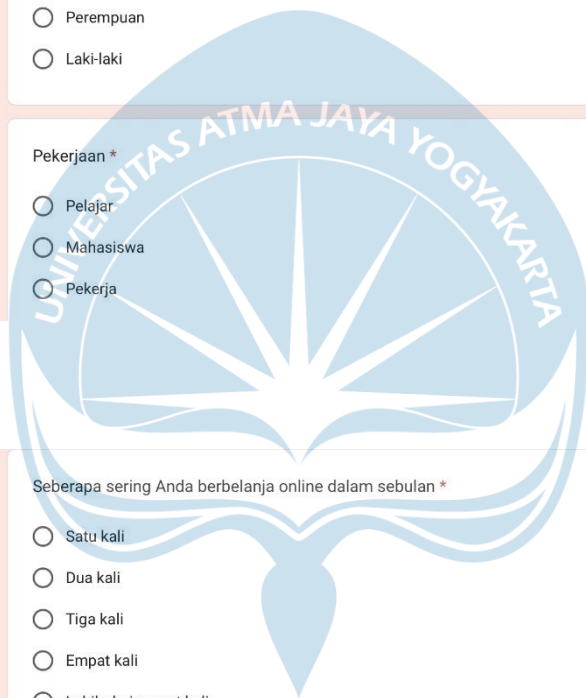 Perempuan
Laki-laki
UNIVERSITAS ATMA JAYA YOGYAKARTA
Pekerjaan *
Pelajar
Mahasiswa
Pekerja
Seberapa sering Anda berbelanja online dalam sebulan *
Satu kali
Dua kali
Tiga kali
Empat kali